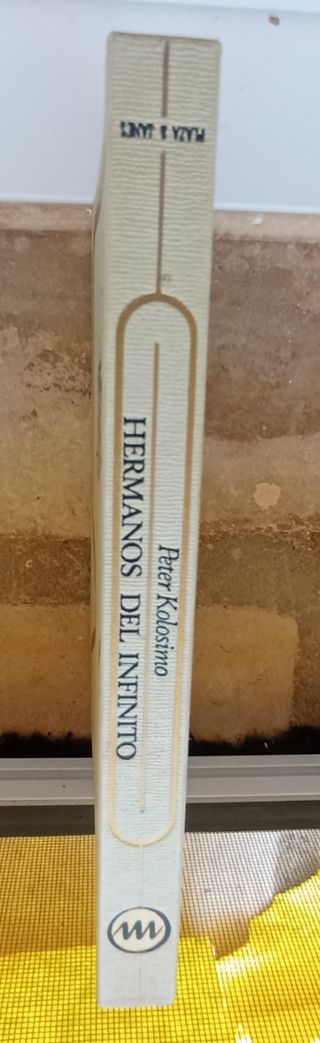 PLAZA & JANES
Peter Kolosimo
HERMANOS DEL INFINITO
m